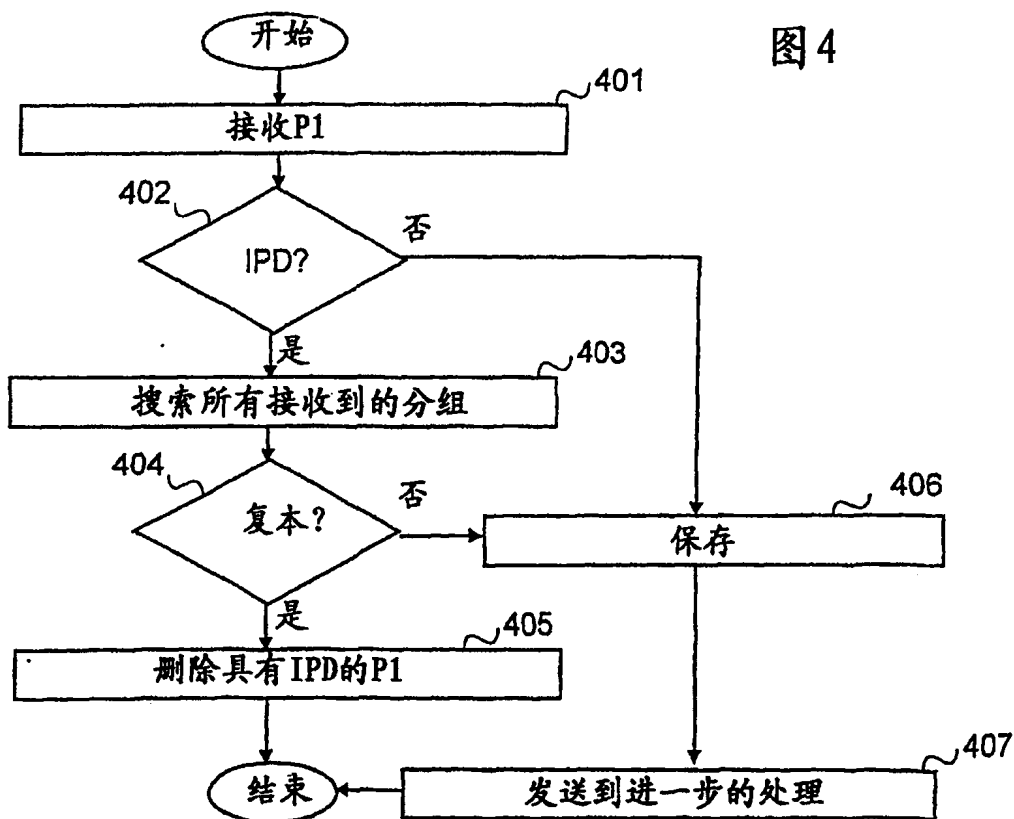 开始
图4
401
接收P1
402
否
IPD?
是
403
搜索所有接收到的分组
404
否
复本？
406
保存
是
405
删除具有IPD的P1
407
结束
发送到进一步的处理